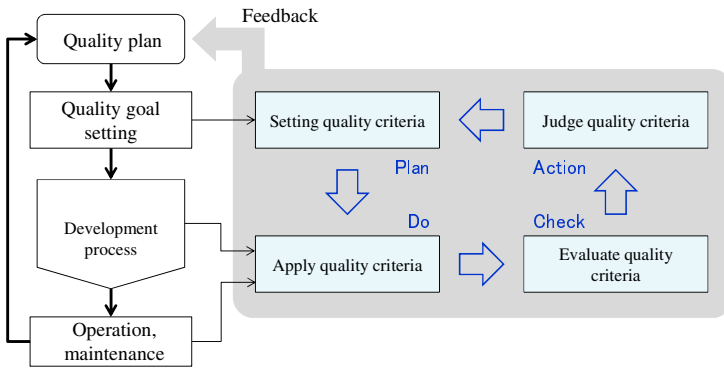 Feedback
Quality plan
Quality goal
setting
Setting quality criteria
Judge quality criteria
Plan
Action
Development
process
Do
Check
Apply quality criteria
Evaluate quality
criteria
Operation,
maintenance